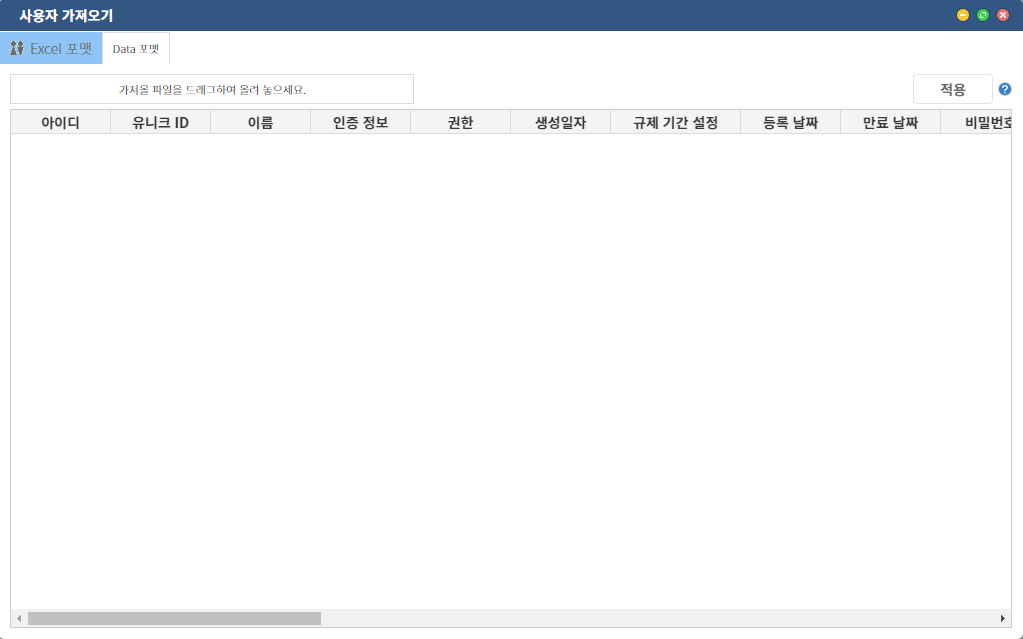 사용자 가져오기
Excel 포맷 Data 포맷
가져올 파일을 드래그하여 올려 놓으세요. 적용 ?
아이디 유니크 ID 이름 인증 정보 권한 생성일자 규제 기간 설정 등록 날짜 만료 날짜 비밀번호